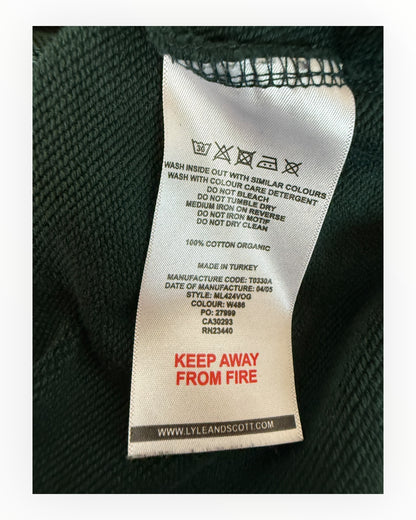 30
WASH INSIDE OUT WITH SIMILAR COLOURS
WASH WITH COLOUR CARE DETERGENT
DO NOT BLEACH
DO NOT TUMBLE DRY
MEDIUM IRON ON REVERSE
DO NOT IRON MOTIF
DO NOT DRY CLEAN
100% COTTON ORGANIC
MADE IN TURKEY
MANUFACTURE CODE: T0330A
DATE OF MANUFACTURE: 04/05
STYLE: ML424VOG
COLOUR: W486
PO: 27999
CA30293
RN23440
KEEP AWAY
FROM FIRE
WWW.LYLEANDSCOTT.COM